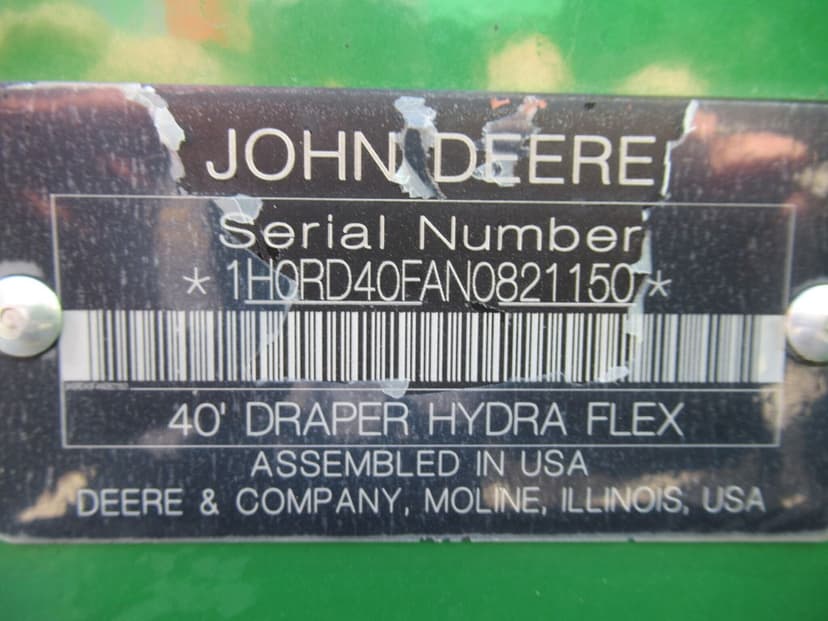 JOHN DEERE
Serial Number
*1H0RD40FAN0821150*
40' DRAPER HYDRA FLEX
ASSEMBLED IN USA
DEERE & COMPANY, MOLINE, ILLINOIS, USA